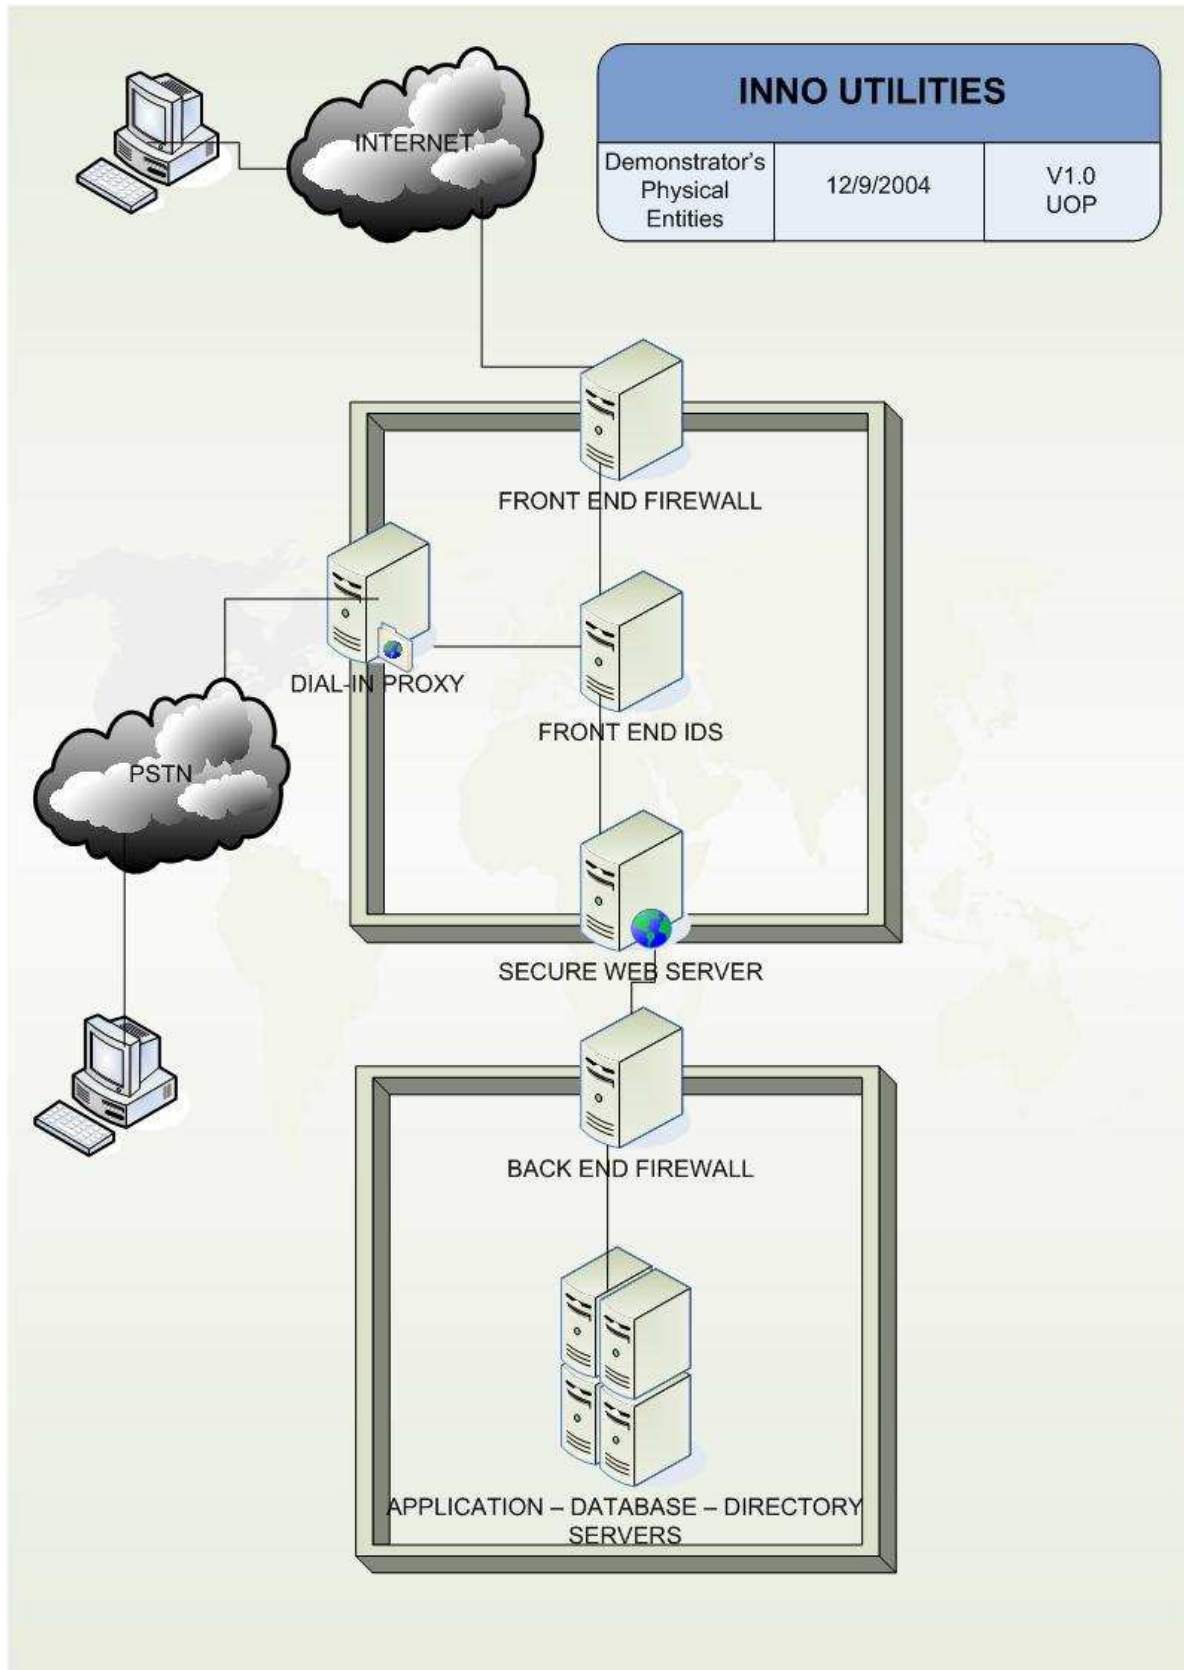 INNO UTILITIES
Demonstrator's
Physical
Entities
12/9/2004
V1.0
UOP
INTERNET
FRONT END FIREWALL
DIAL-IN PROXY
FRONT END IDS
PSTN
SECURE WEB SERVER
BACK END FIREWALL
APPLICATION – DATABASE – DIRECTORY
SERVERS